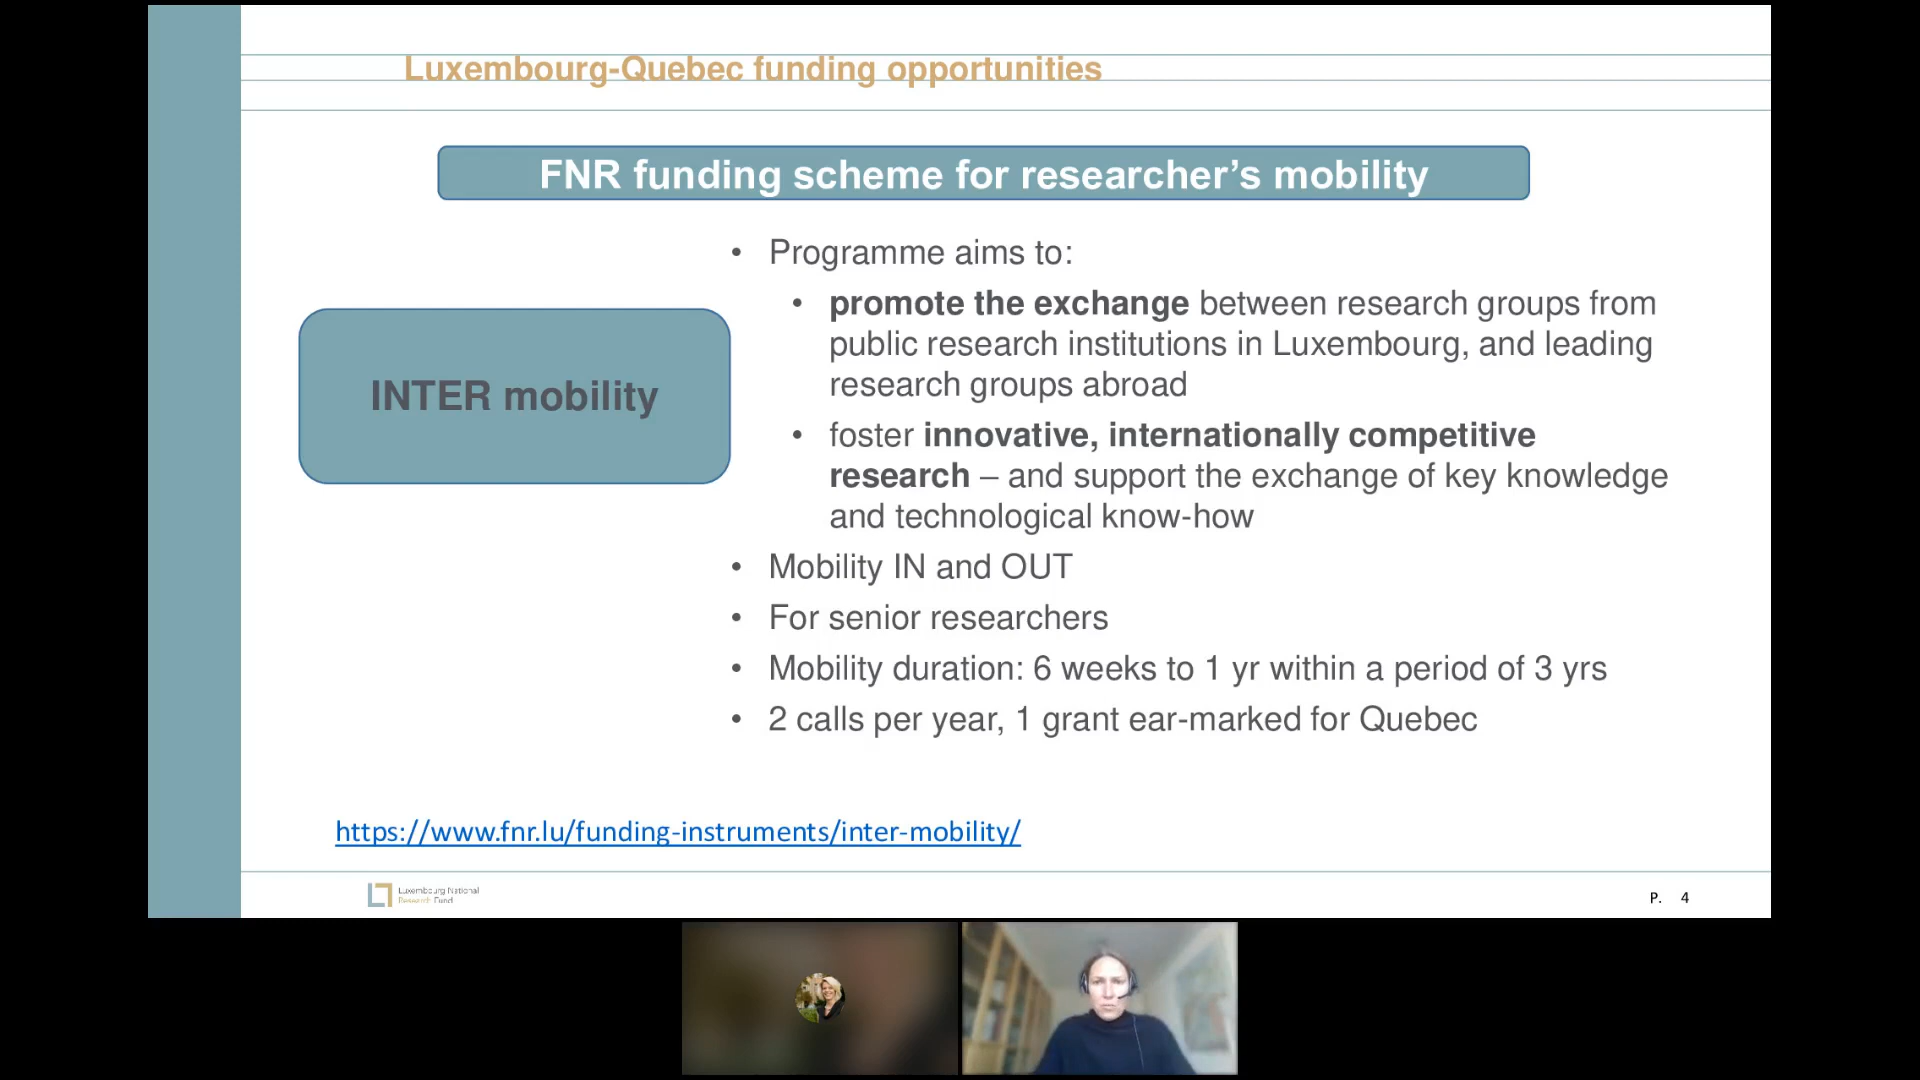 Luxembourg-Quebec funding opportunities
FNR funding scheme for researcher’s mobility
INTER mobility
• Programme aims to:
• promote the exchange between research groups from
public research institutions in Luxembourg, and leading
research groups abroad
• foster innovative, internationally competitive
research – and support the exchange of key knowledge
and technological know-how
• Mobility IN and OUT
• For senior researchers
• Mobility duration: 6 weeks to 1 yr within a period of 3 yrs
• 2 calls per year, 1 grant ear-marked for Quebec
https://www.fnr.lu/funding-instruments/inter-mobility/
Luxembourg National
Research Fund
P. 4